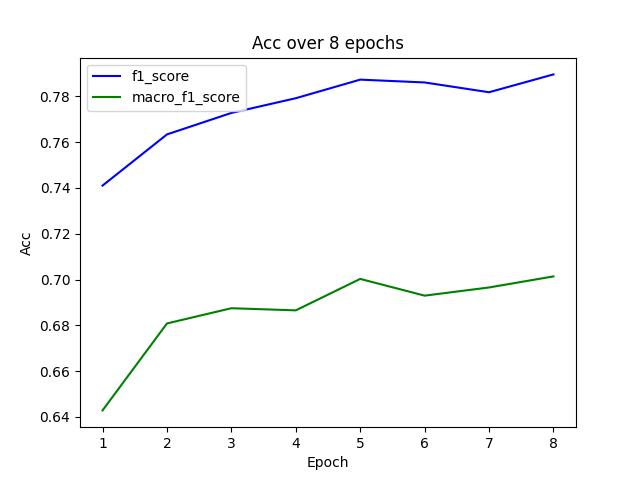 Acc over 8 epochs
f1_score
macro_f1_score
0.78
0.76
0.74
0.72
0.70
0.68
0.66
0.64
Acc
1 2 3 4 5 6 7 8
Epoch